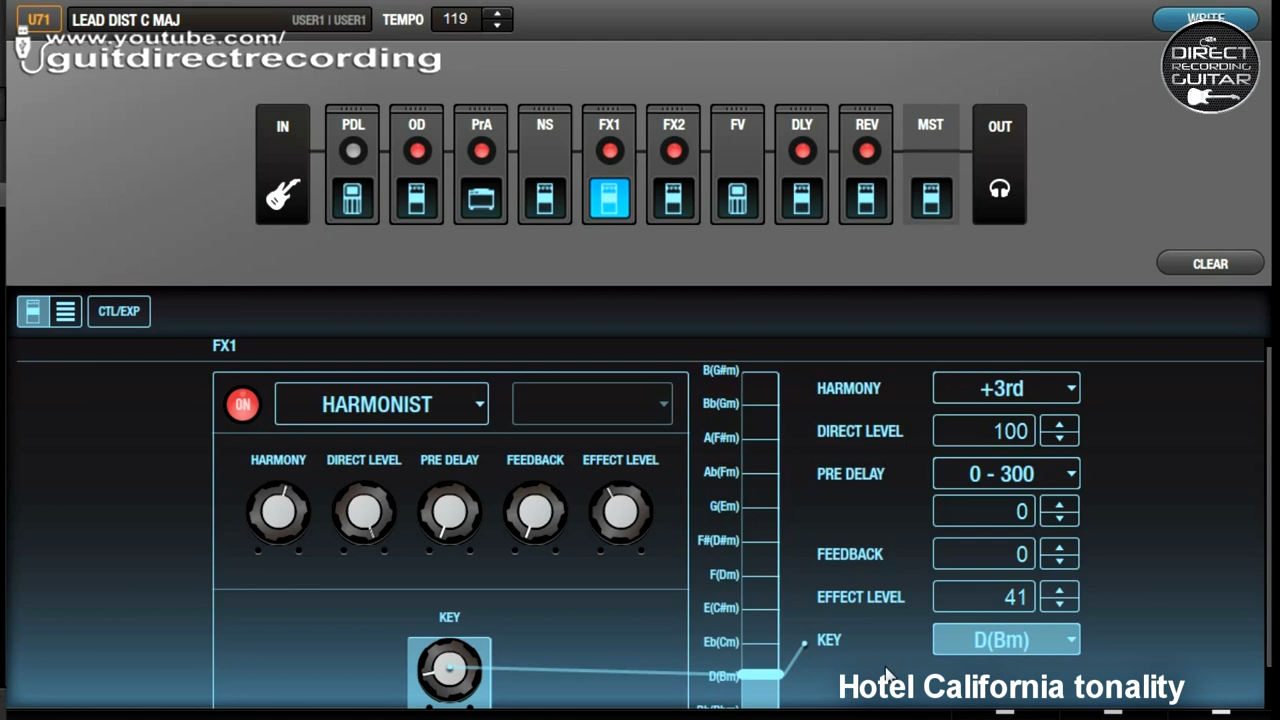 U71 LEAD DIST C MAJ USER1 | USER1 TEMPO 119 WRITE
www.youtube.com/
guitdirectrecording
DIRECT
RECORDING
GUITAR
IN PDL OD PrA NS FX1 FX2 FV DLY REV MST OUT
CLEAR
CTL/EXP
FX1
ON HARMONIST
HARMONY DIRECT LEVEL PRE DELAY FEEDBACK EFFECT LEVEL
KEY
B(G#m)
Bb(Gm)
A(F#m)
Ab(Fm)
G(Em)
F#(D#m)
F(Dm)
E(C#m)
Eb(Cm)
D(Bm)
HARMONY +3rd
DIRECT LEVEL 100
PRE DELAY 0 - 300
0
FEEDBACK 0
EFFECT LEVEL 41
KEY D(Bm)
Hotel California tonality